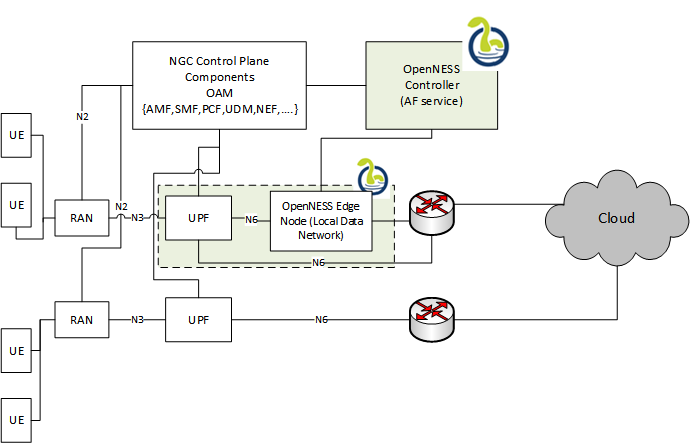 NGC Control Plane
Components
OAM
{AMF,SMF,PCF,UDM,NEF,….}
OpenNESS
Controller
(AF service)
N2
UE
UE
N2
RAN
N3
UPF
N6
OpenNESS Edge
Node (Local Data
Network)
Cloud
N6
RAN
N3
UPF
N6
UE
UE